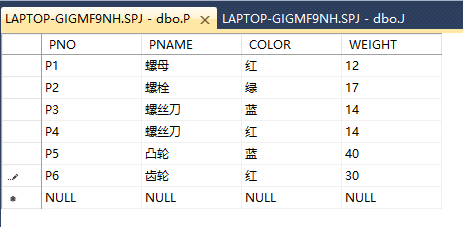 LAPTOP-GIGMF9NH.SPJ - dbo.P LAPTOP-GIGMF9NH.SPJ - dbo.J
PNO PNAME COLOR WEIGHT
P1 螺母 红 12
P2 螺栓 绿 17
P3 螺丝刀 蓝 14
P4 螺丝刀 红 14
P5 凸轮 蓝 40
P6 齿轮 红 30
NULL NULL NULL NULL